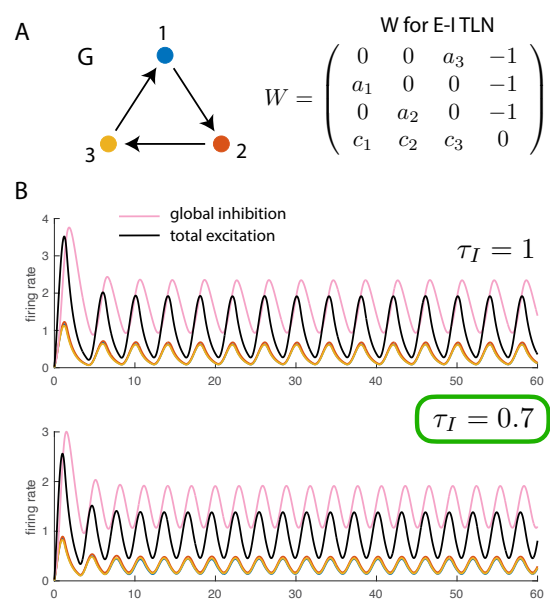 A
G
1
2
3
W for E-I TLN
W =
0 0 a₃ −1
a₁ 0 0 −1
0 a₂ 0 −1
c₁ c₂ c₃ 0
B
global inhibition
total excitation
τ_I = 1
firing rate
4
3
2
1
0
0 10 20 30 40 50 60
τ_I = 0.7
firing rate
3
2
1
0
0 10 20 30 40 50 60